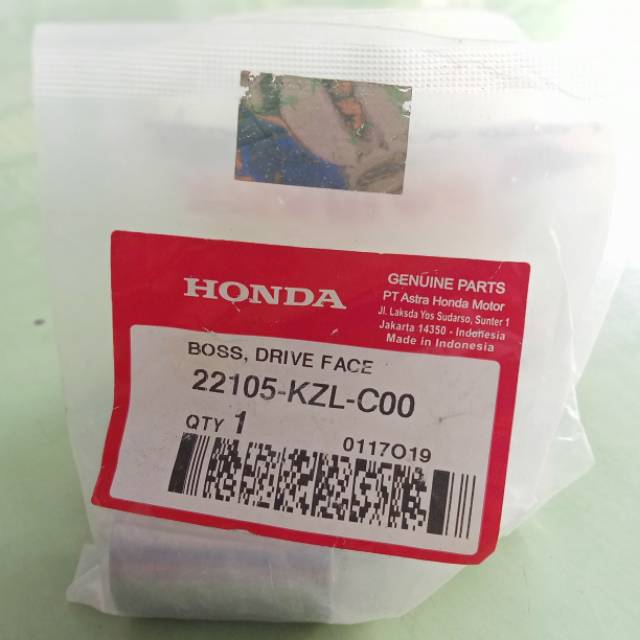 HONDA
GENUINE PARTS
PT Astra Honda Motor
Jl. Laksda Yos Sudarso, Sunter 1
Jakarta 14350 - Indonesia
Made in Indonesia
BOSS, DRIVE FACE
22105-KZL-C00
QTY 1
0117O19